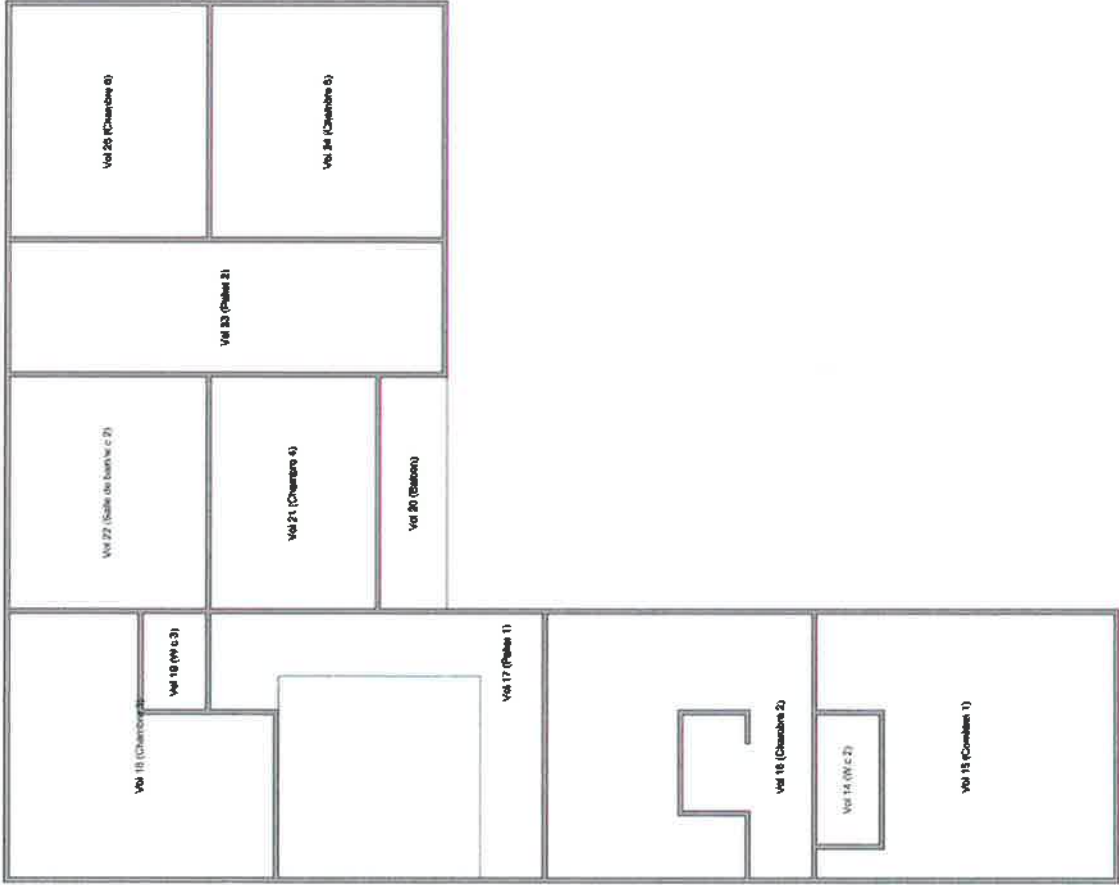 Vol 25 (Chambre 6)
Vol 24 (Chambre 5)
Vol 23 (Palier 2)
Vol 22 (Salle de bain/w c 2)
Vol 21 (Chambre 4)
Vol 20 (Balcon)
Vol 18 (Chambre 3)
Vol 19 (W c 3)
Vol 17 (Palier 1)
Vol 16 (Chambre 2)
Vol 14 (W c 2)
Vol 15 (Combles 1)